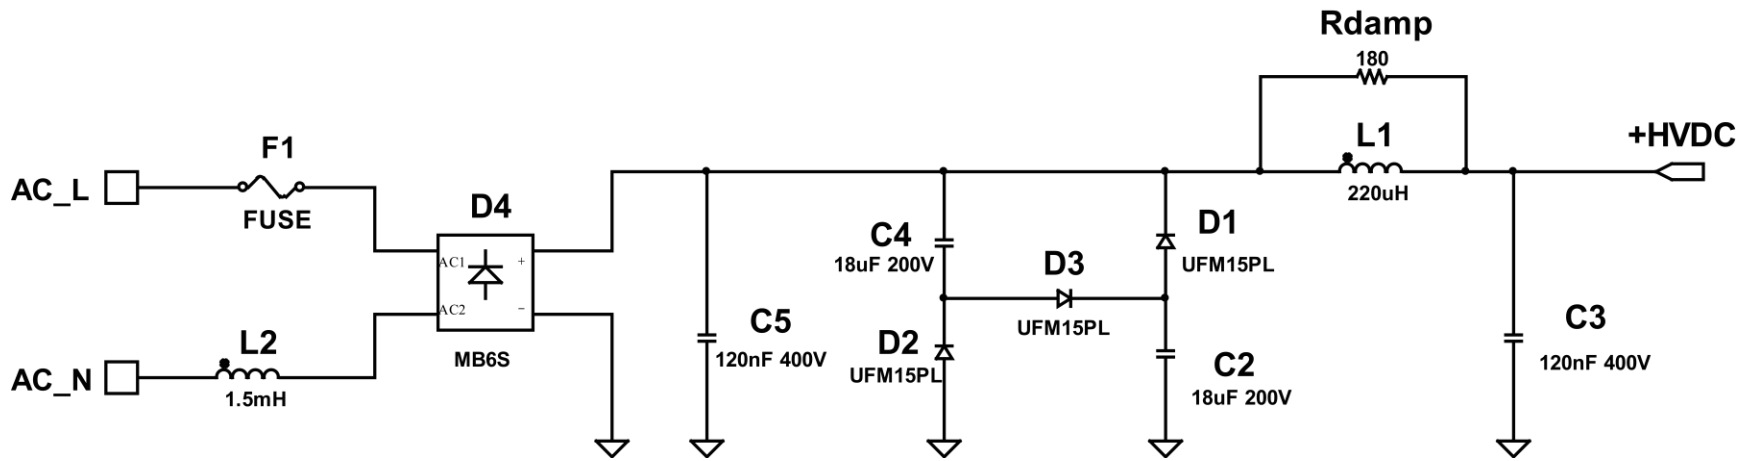 Rdamp
180
L1
220uH
+HVDC
F1
FUSE
AC_L
D4
AC1
+
AC2
−
MB6S
L2
1.5mH
AC_N
C5
120nF 400V
C4
18uF 200V
D3
UFM15PL
D1
UFM15PL
D2
UFM15PL
C2
18uF 200V
C3
120nF 400V